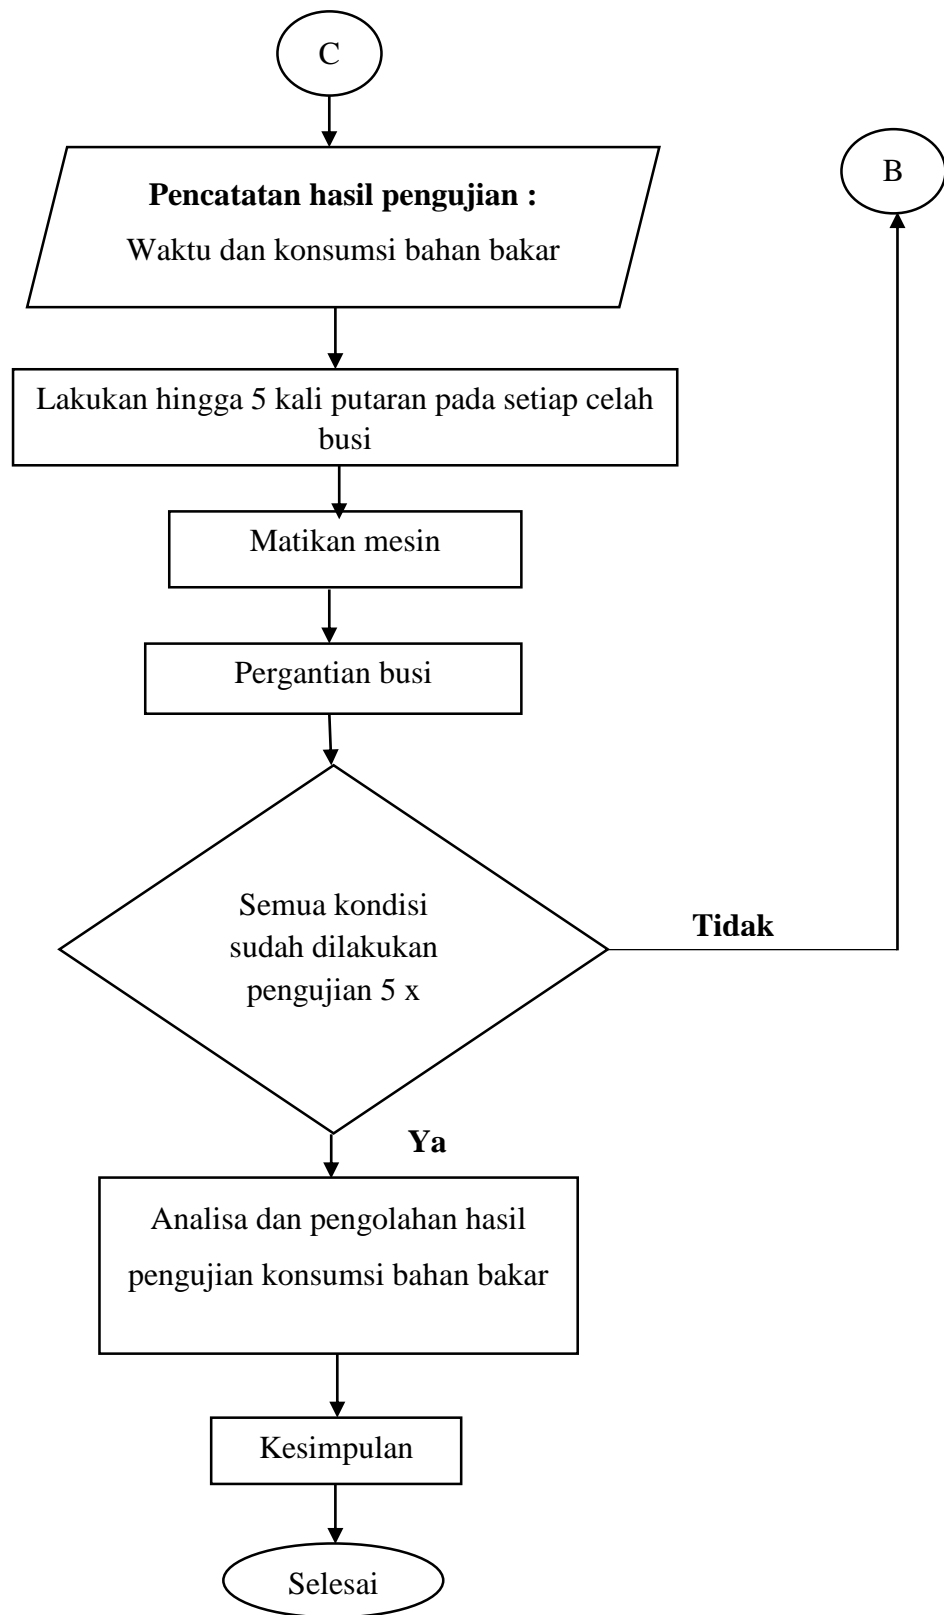 C
B
Pencatatan hasil pengujian :
Waktu dan konsumsi bahan bakar
Lakukan hingga 5 kali putaran pada setiap celah
busi
Matikan mesin
Pergantian busi
Semua kondisi
sudah dilakukan
pengujian 5 x
Tidak
Ya
Analisa dan pengolahan hasil
pengujian konsumsi bahan bakar
Kesimpulan
Selesai